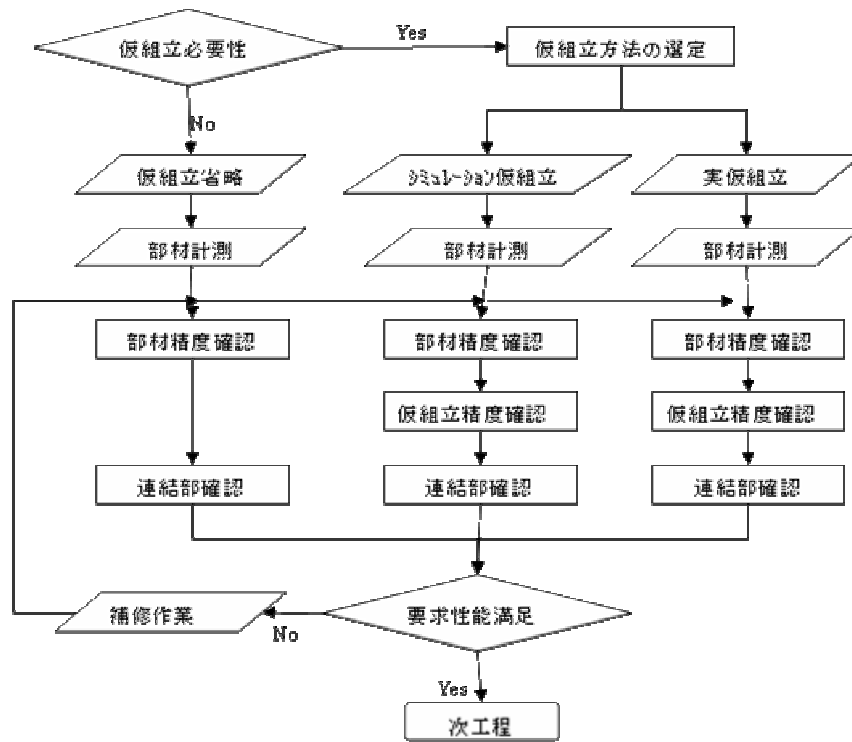 仮組立必要性
Yes
仮組立方法の選定
No
仮組立省略
ｼﾐｭﾚｰｼｮﾝ仮組立
実仮組立
部材計測
部材計測
部材計測
部材精度確認
部材精度確認
部材精度確認
仮組立精度確認
仮組立精度確認
連結部確認
連結部確認
連結部確認
補修作業
No
要求性能満足
Yes
次工程